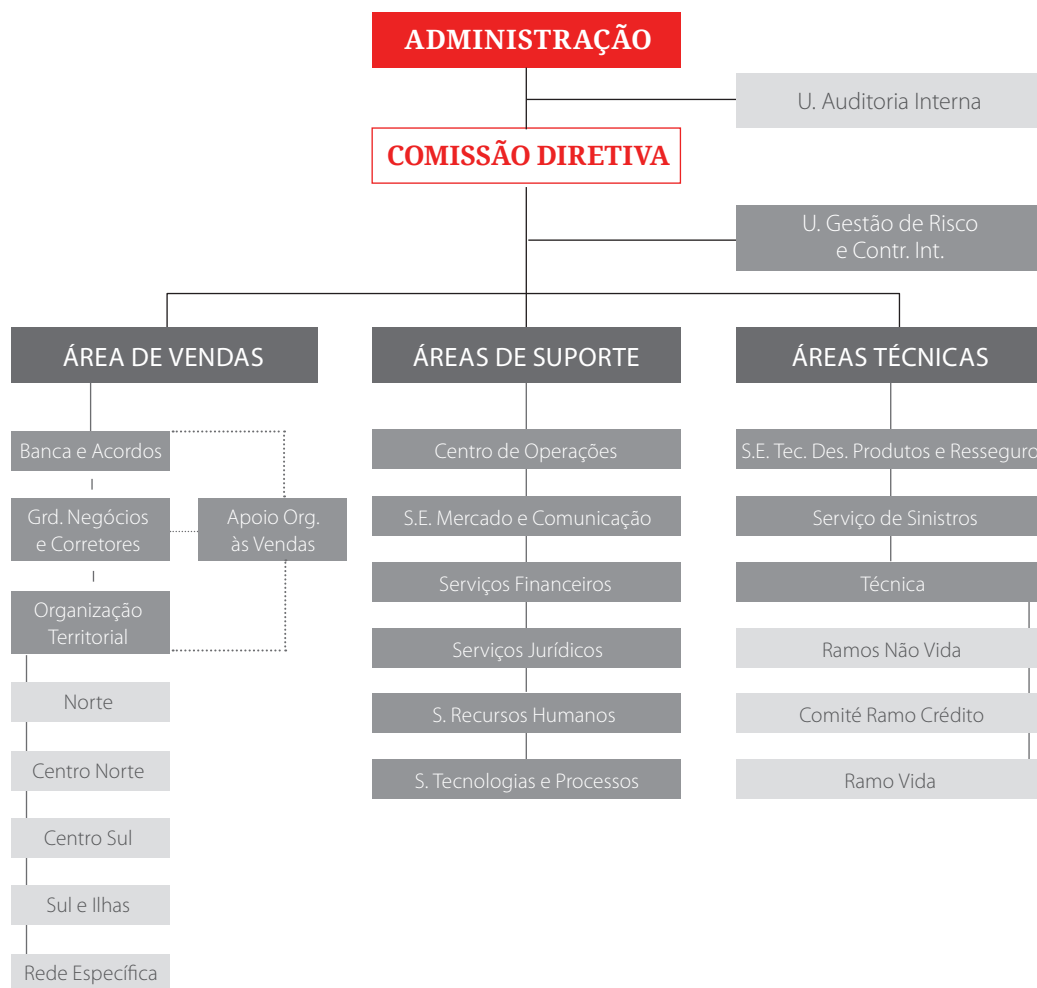 ADMINISTRAÇÃO
U. Auditoria Interna
COMISSÃO DIRETIVA
U. Gestão de Risco
e Contr. Int.
ÁREA DE VENDAS
ÁREAS DE SUPORTE
ÁREAS TÉCNICAS
Banca e Acordos
Grd. Negócios
e Corretores
Apoio Org.
às Vendas
Organização
Territorial
Norte
Centro Norte
Centro Sul
Sul e Ilhas
Rede Específica
Centro de Operações
S.E. Mercado e Comunicação
Serviços Financeiros
Serviços Jurídicos
S. Recursos Humanos
S. Tecnologias e Processos
S.E. Tec. Des. Produtos e Resseguro
Serviço de Sinistros
Técnica
Ramos Não Vida
Comité Ramo Crédito
Ramo Vida